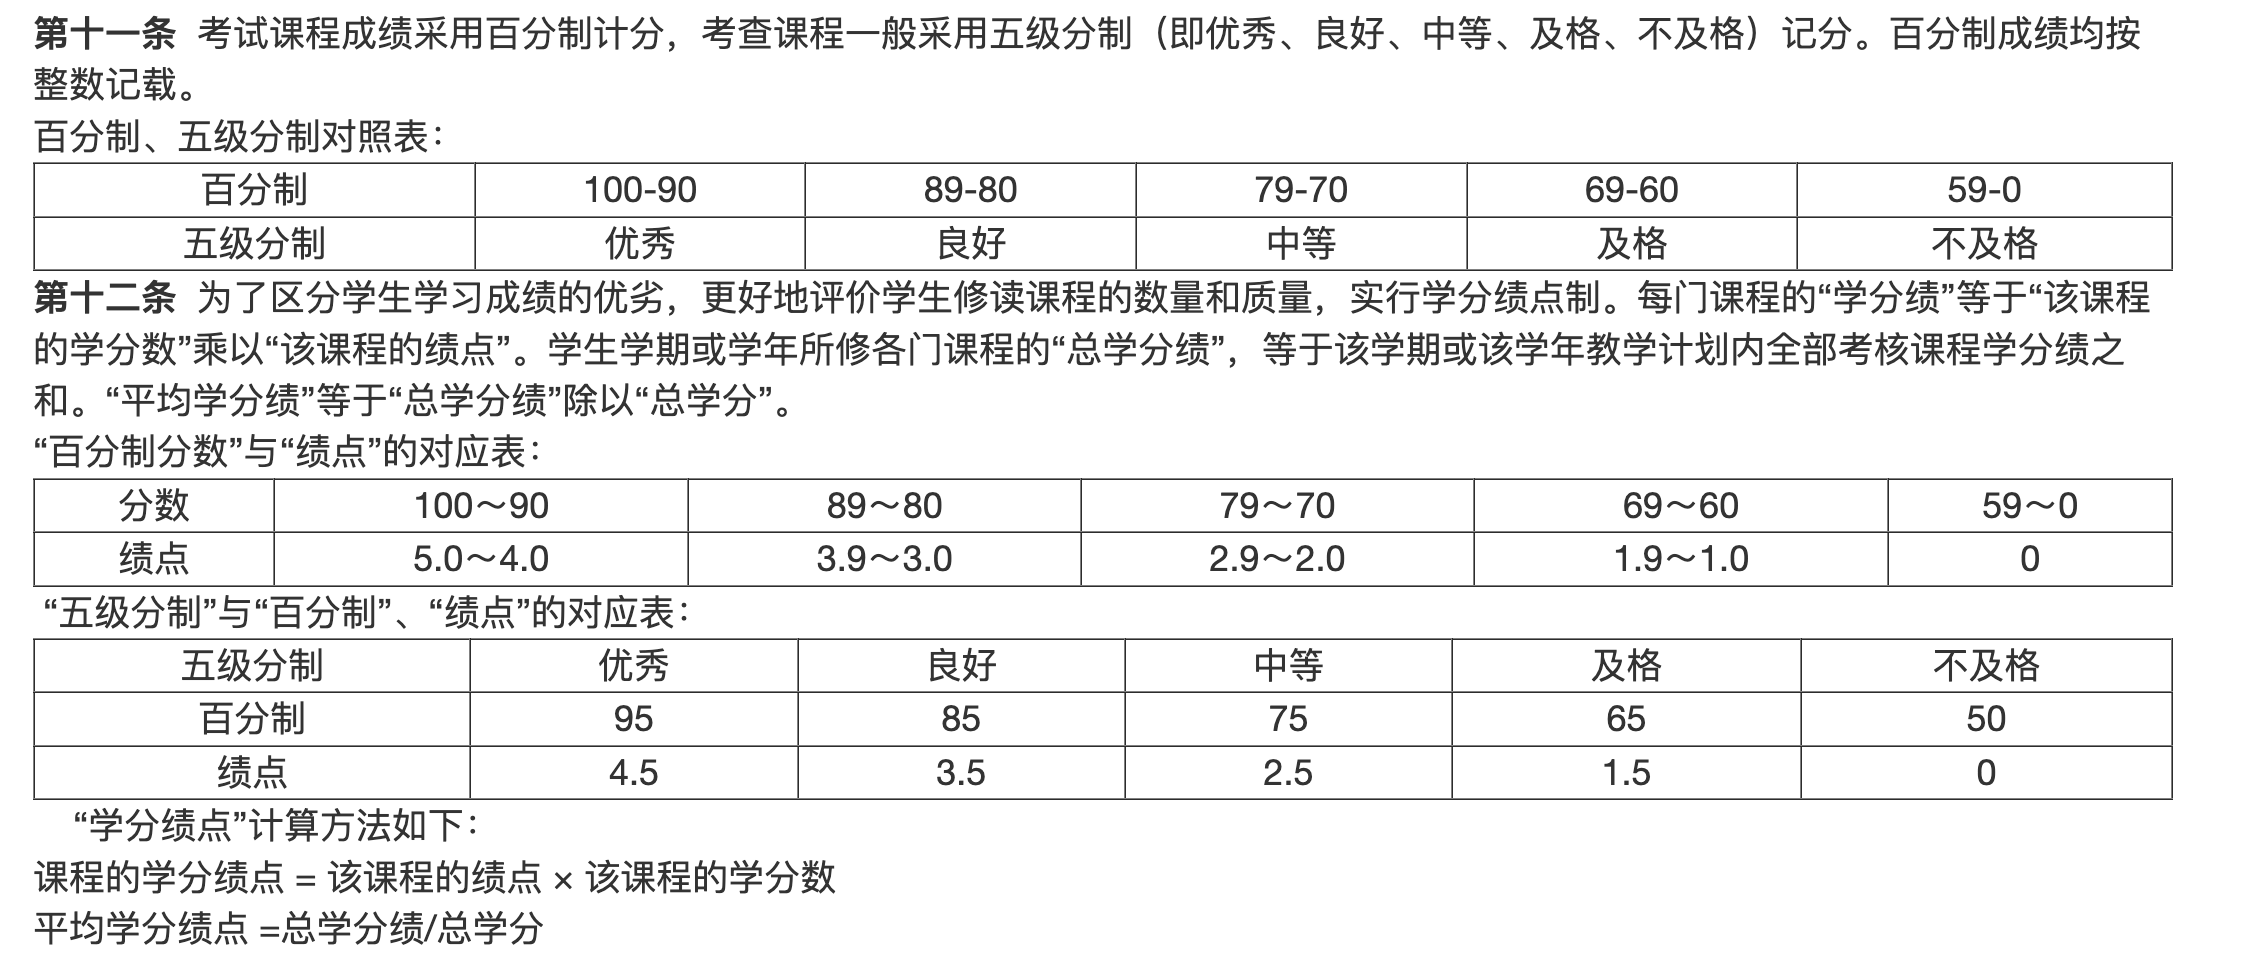 第十一条 考试课程成绩采用百分制计分，考查课程一般采用五级分制（即优秀、良好、中等、及格、不及格）记分。百分制成绩均按
整数记载。
百分制、五级分制对照表：
百分制 100-90 89-80 79-70 69-60 59-0
五级分制 优秀 良好 中等 及格 不及格
第十二条 为了区分学生学习成绩的优劣，更好地评价学生修读课程的数量和质量，实行学分绩点制。每门课程的“学分绩”等于“该课程
的学分数”乘以“该课程的绩点”。学生学期或学年所修各门课程的“总学分绩”，等于该学期或该学年教学计划内全部考核课程学分绩之
和。“平均学分绩”等于“总学分绩”除以“总学分”。
“百分制分数”与“绩点”的对应表：
分数 100～90 89～80 79～70 69～60 59～0
绩点 5.0～4.0 3.9～3.0 2.9～2.0 1.9～1.0 0
“五级分制”与“百分制”、“绩点”的对应表：
五级分制 优秀 良好 中等 及格 不及格
百分制 95 85 75 65 50
绩点 4.5 3.5 2.5 1.5 0
“学分绩点”计算方法如下：
课程的学分绩点 = 该课程的绩点 × 该课程的学分数
平均学分绩点 =总学分绩/总学分